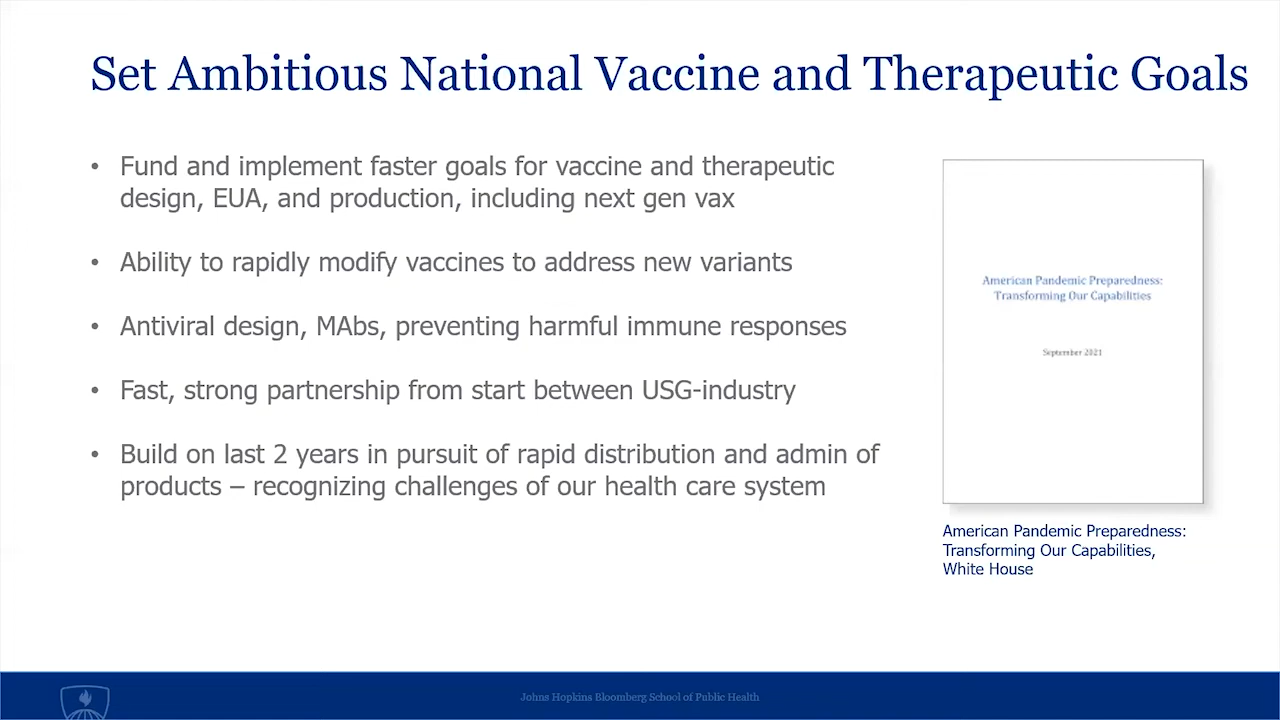 Set Ambitious National Vaccine and Therapeutic Goals
• Fund and implement faster goals for vaccine and therapeutic
design, EUA, and production, including next gen vax
• Ability to rapidly modify vaccines to address new variants
• Antiviral design, MAbs, preventing harmful immune responses
• Fast, strong partnership from start between USG-industry
• Build on last 2 years in pursuit of rapid distribution and admin of
products – recognizing challenges of our health care system
American Pandemic Preparedness:
Transforming Our Capabilities
September 2021
American Pandemic Preparedness:
Transforming Our Capabilities,
White House
Johns Hopkins Bloomberg School of Public Health